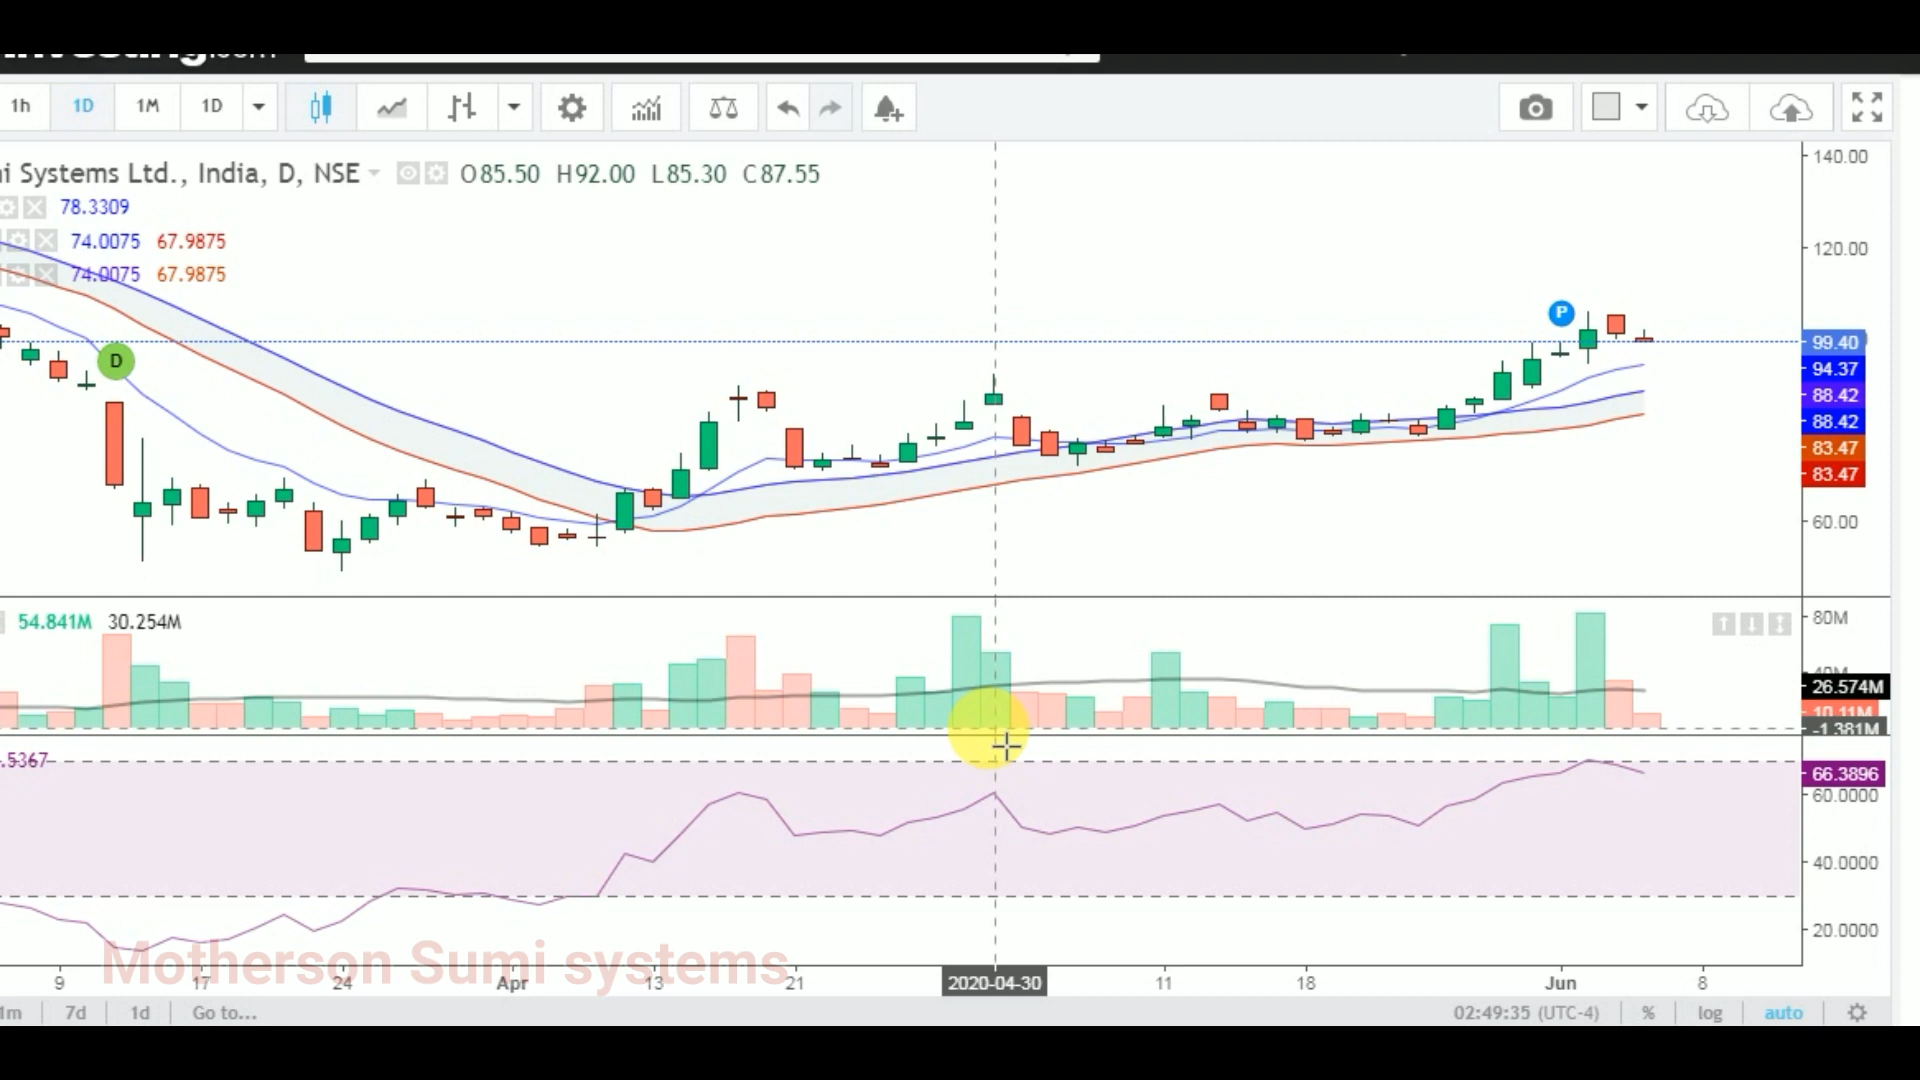 1h 1D 1M 1D
i Systems Ltd., India, D, NSE O85.50 H92.00 L85.30 C87.55
78.3309
74.0075 67.9875
74.0075 67.9875
D
P
140.00
120.00
99.40
94.37
88.42
88.42
83.47
83.47
60.00
54.841M 30.254M
80M
26.574M
10.11M
-1.381M
.5367
66.3896
60.0000
40.0000
20.0000
Motherson Sumi systems
9 17 24 Apr 13 21 2020-04-30 11 18 Jun 8
1m 7d 1d Go to... 02:49:35 (UTC-4) % log auto